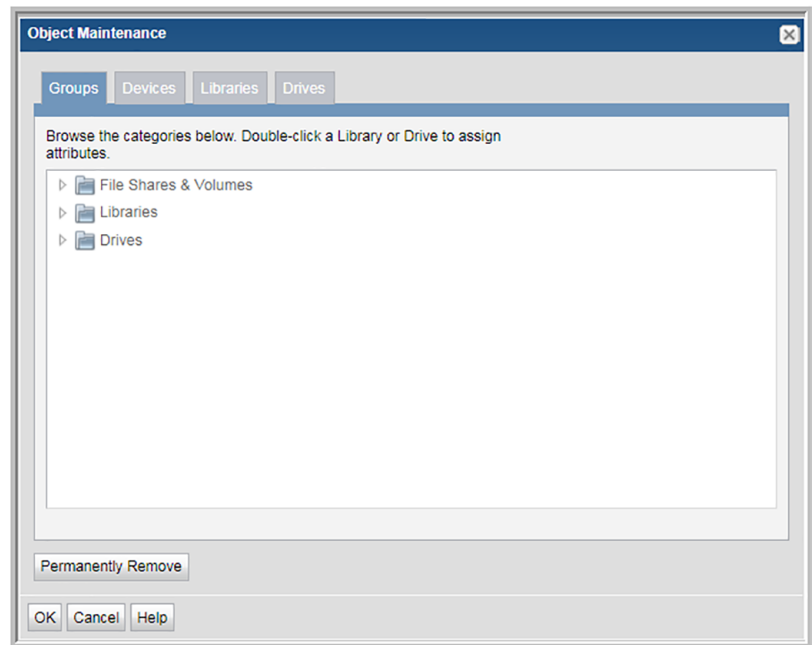 Object Maintenance
Groups Devices Libraries Drives
Browse the categories below. Double-click a Library or Drive to assign
attributes.
File Shares & Volumes
Libraries
Drives
Permanently Remove
OK Cancel Help